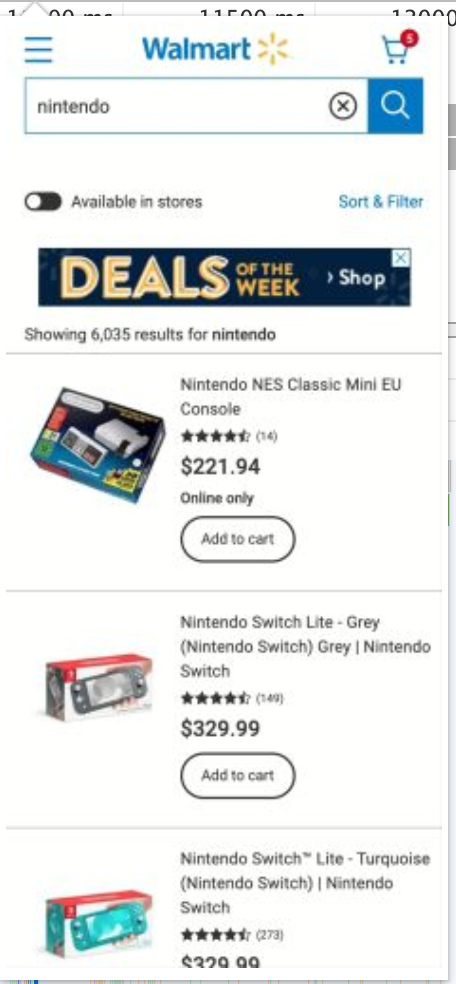 11500 ms
Walmart
5
nintendo
Available in stores
Sort & Filter
DEALS OF THE WEEK › Shop
Showing 6,035 results for nintendo
Nintendo NES Classic Mini EU
Console
(14)
$221.94
Online only
Add to cart
Nintendo Switch Lite - Grey
(Nintendo Switch) Grey | Nintendo
Switch
(149)
$329.99
Add to cart
Nintendo Switch™ Lite - Turquoise
(Nintendo Switch) | Nintendo
Switch
(273)
$329.99